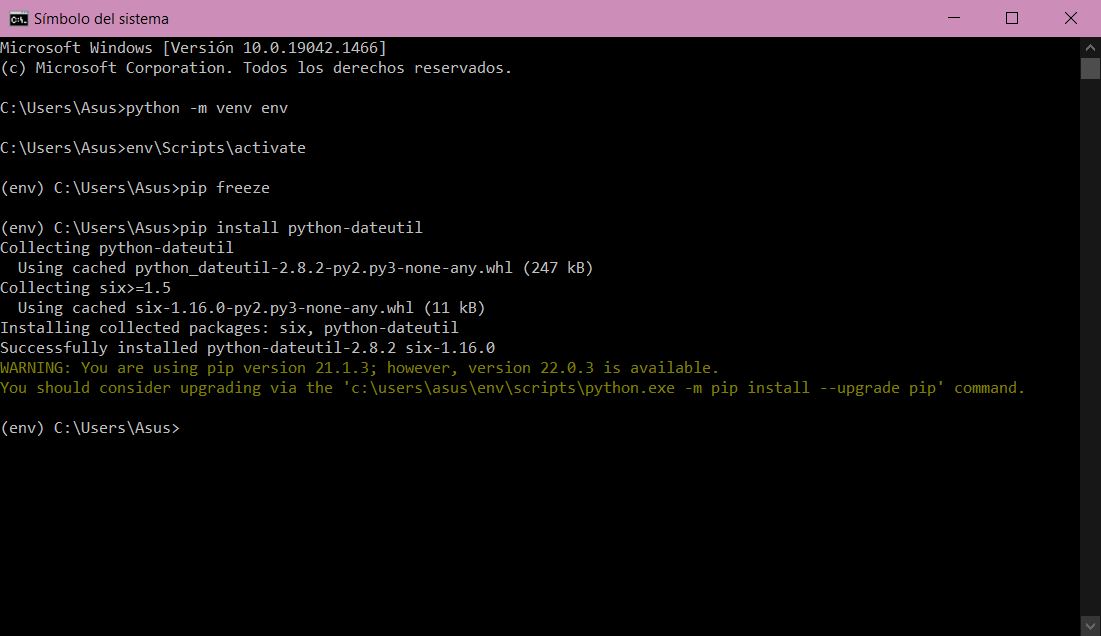 Símbolo del sistema
Microsoft Windows [Versión 10.0.19042.1466]
(c) Microsoft Corporation. Todos los derechos reservados.
C:\Users\Asus>python -m venv env
C:\Users\Asus>env\Scripts\activate
(env) C:\Users\Asus>pip freeze
(env) C:\Users\Asus>pip install python-dateutil
Collecting python-dateutil
  Using cached python_dateutil-2.8.2-py2.py3-none-any.whl (247 kB)
Collecting six>=1.5
  Using cached six-1.16.0-py2.py3-none-any.whl (11 kB)
Installing collected packages: six, python-dateutil
Successfully installed python-dateutil-2.8.2 six-1.16.0
WARNING: You are using pip version 21.1.3; however, version 22.0.3 is available.
You should consider upgrading via the 'c:\users\asus\env\scripts\python.exe -m pip install --upgrade pip' command.
(env) C:\Users\Asus>